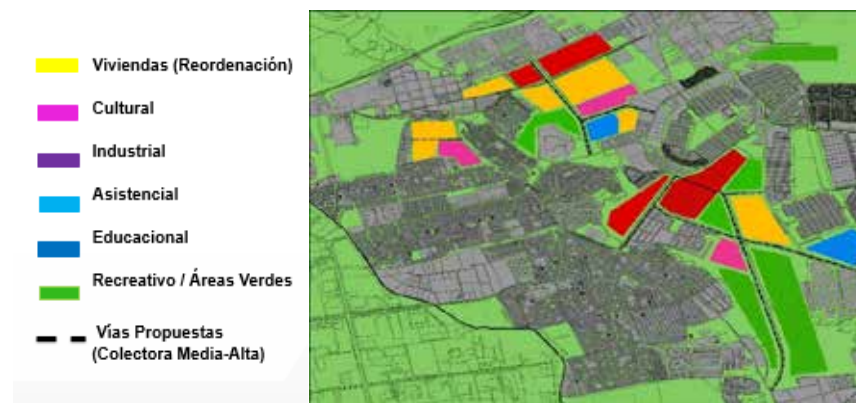 Viviendas (Reordenación)
Cultural
Industrial
Asistencial
Educacional
Recreativo / Áreas Verdes
Vías Propuestas
(Colectora Media-Alta)